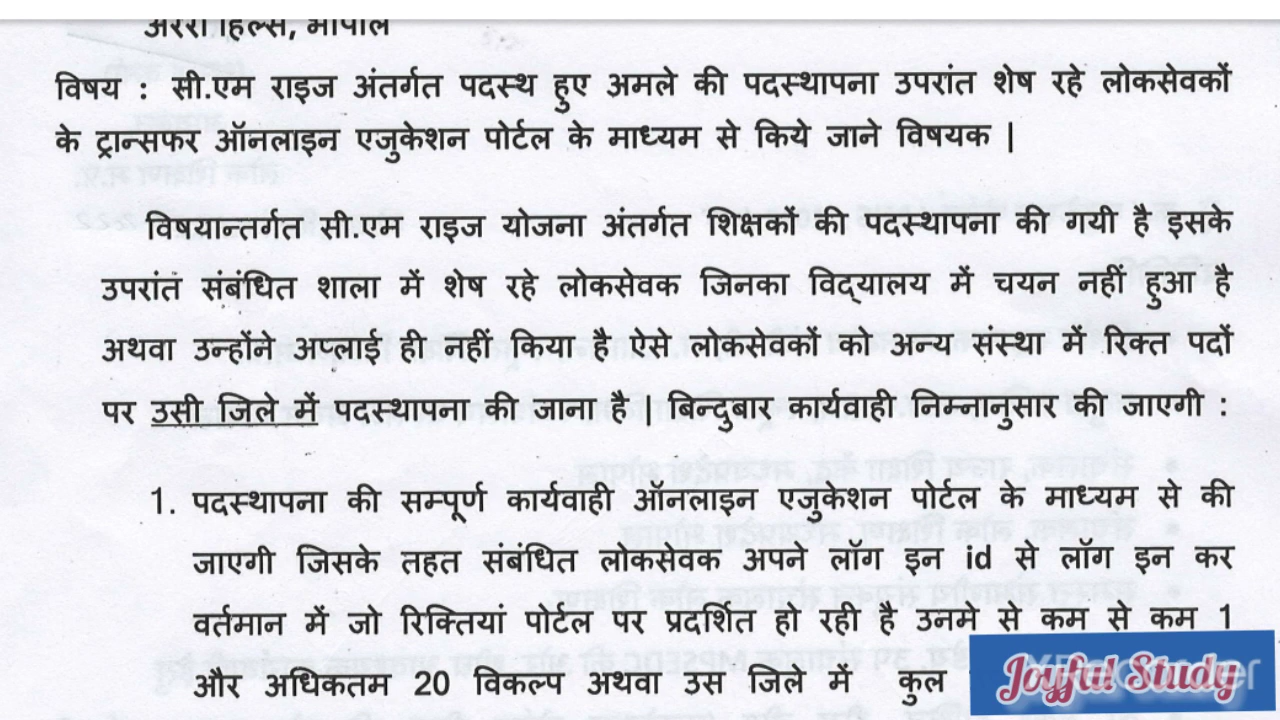 अरेरा हिल्स, भोपाल
विषय : सी.एम राइज अंतर्गत पदस्थ हुए अमले की पदस्थापना उपरांत शेष रहे लोकसेवकों
के ट्रान्सफर ऑनलाइन एजुकेशन पोर्टल के माध्यम से किये जाने विषयक |
विषयान्तर्गत सी.एम राइज योजना अंतर्गत शिक्षकों की पदस्थापना की गयी है इसके
उपरांत संबंधित शाला में शेष रहे लोकसेवक जिनका विद्यालय में चयन नहीं हुआ है
अथवा उन्होंने अप्लाई ही नहीं किया है ऐसे लोकसेवकों को अन्य संस्था में रिक्त पदों
पर उसी जिले में पदस्थापना की जाना है | बिन्दुबार कार्यवाही निम्नानुसार की जाएगी :
1. पदस्थापना की सम्पूर्ण कार्यवाही ऑनलाइन एजुकेशन पोर्टल के माध्यम से की
जाएगी जिसके तहत संबंधित लोकसेवक अपने लॉग इन id से लॉग इन कर
वर्तमान में जो रिक्तियां पोर्टल पर प्रदर्शित हो रही है उनमे से कम से कम 1
और अधिकतम 20 विकल्प अथवा उस जिले में कुल
Joyful Study